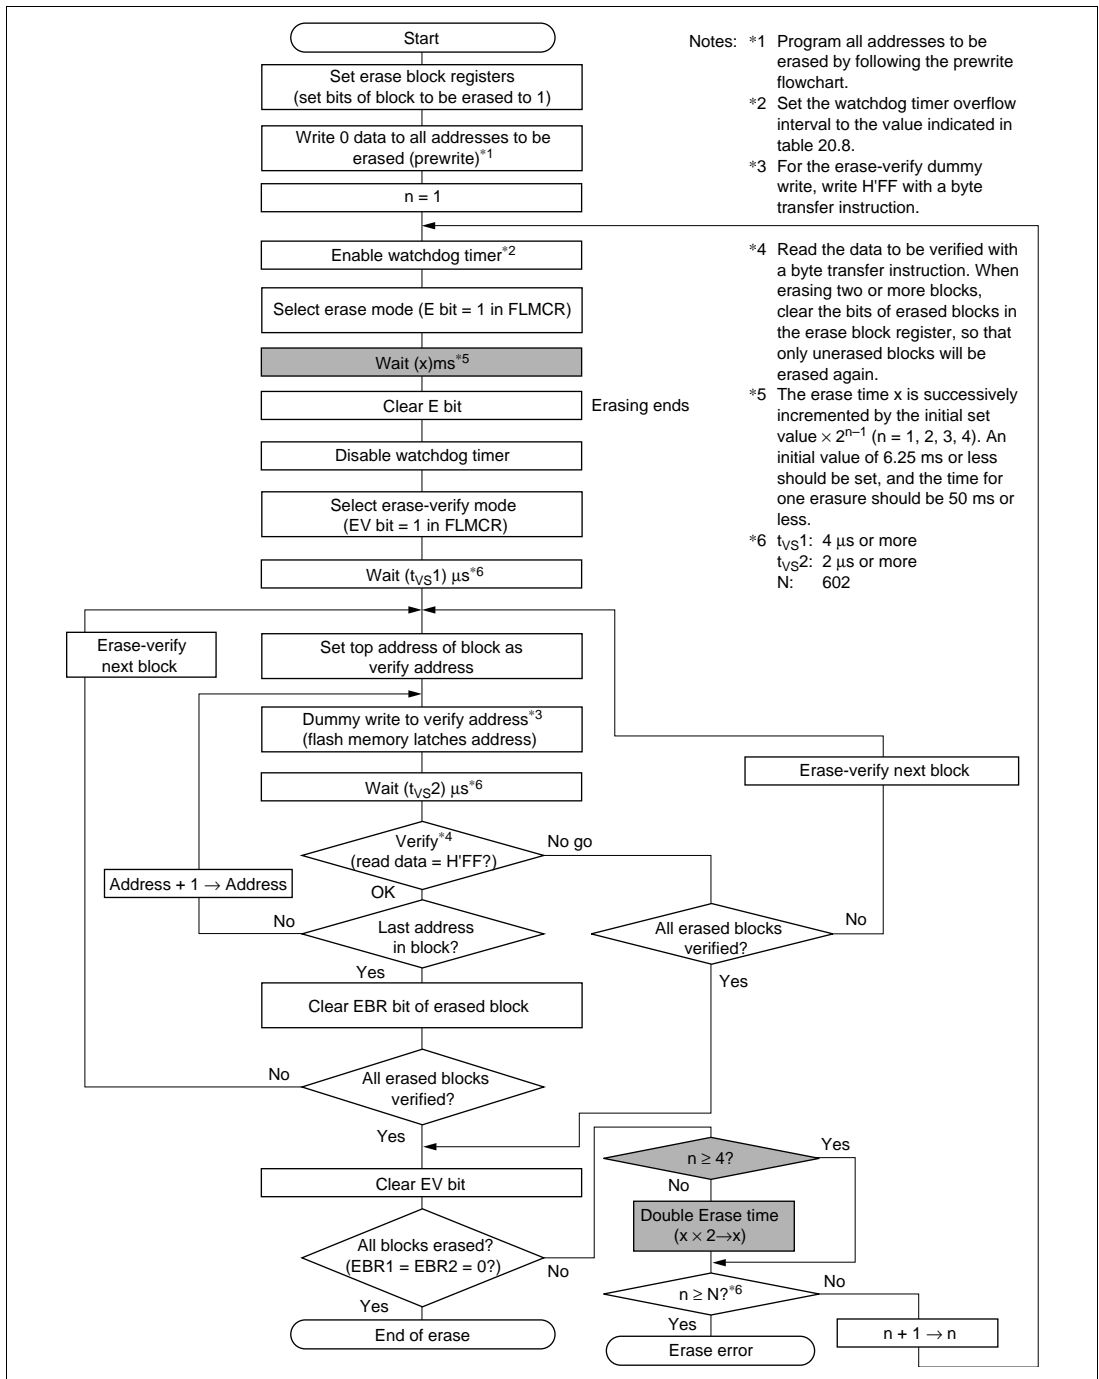 Start
Set erase block registers
(set bits of block to be erased to 1)
Write 0 data to all addresses to be
erased (prewrite)*1
n = 1
Enable watchdog timer*2
Select erase mode (E bit = 1 in FLMCR)
Wait (x)ms*5
Clear E bit
Erasing ends
Disable watchdog timer
Select erase-verify mode
(EV bit = 1 in FLMCR)
Wait (tVS1) μs*6
Erase-verify
next block
Set top address of block as
verify address
Dummy write to verify address*3
(flash memory latches address)
Wait (tVS2) μs*6
Erase-verify next block
Verify*4
(read data = H'FF?)
No go
OK
Address + 1 → Address
No
Last address
in block?
Yes
All erased blocks
verified?
No
Yes
Clear EBR bit of erased block
No
All erased blocks
verified?
Yes
Clear EV bit
n ≥ 4?
Yes
No
Double Erase time
(x × 2→x)
All blocks erased?
(EBR1 = EBR2 = 0?)
No
Yes
End of erase
n ≥ N?*6
No
Yes
n + 1 → n
Erase error
Notes: *1 Program all addresses to be
erased by following the prewrite
flowchart.
*2 Set the watchdog timer overflow
interval to the value indicated in
table 20.8.
*3 For the erase-verify dummy
write, write H'FF with a byte
transfer instruction.
*4 Read the data to be verified with
a byte transfer instruction. When
erasing two or more blocks,
clear the bits of erased blocks in
the erase block register, so that
only unerased blocks will be
erased again.
*5 The erase time x is successively
incremented by the initial set
value × 2n–1 (n = 1, 2, 3, 4). An
initial value of 6.25 ms or less
should be set, and the time for
one erasure should be 50 ms or
less.
*6 tVS1: 4 μs or more
tVS2: 2 μs or more
N: 602